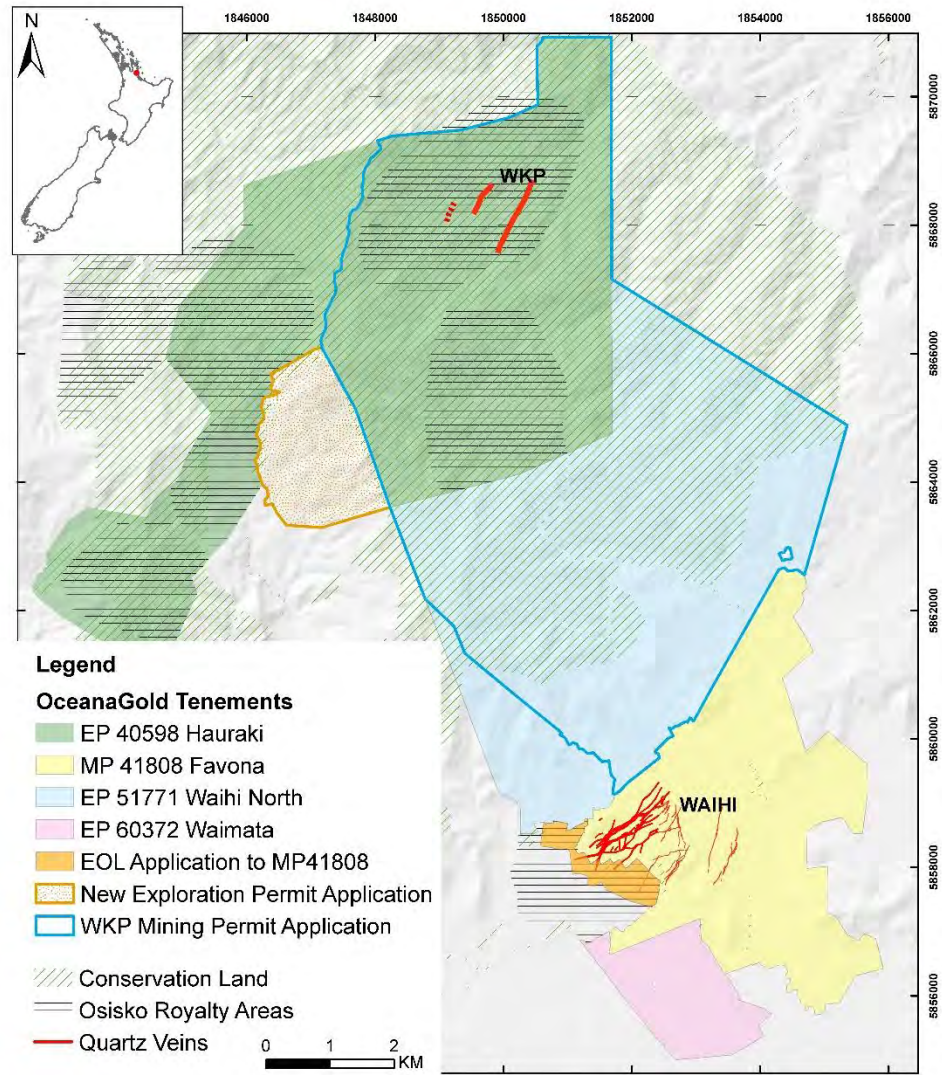 N
1846000 1848000 1850000 1852000 1854000 1856000
5870000
WKP
5868000
5866000
5864000
5862000
5860000
WAIHI
5858000
5856000
Legend
OceanaGold Tenements
EP 40598 Hauraki
MP 41808 Favona
EP 51771 Waihi North
EP 60372 Waimata
EOL Application to MP41808
New Exploration Permit Application
WKP Mining Permit Application
Conservation Land
Osisko Royalty Areas
Quartz Veins
0 1 2
KM